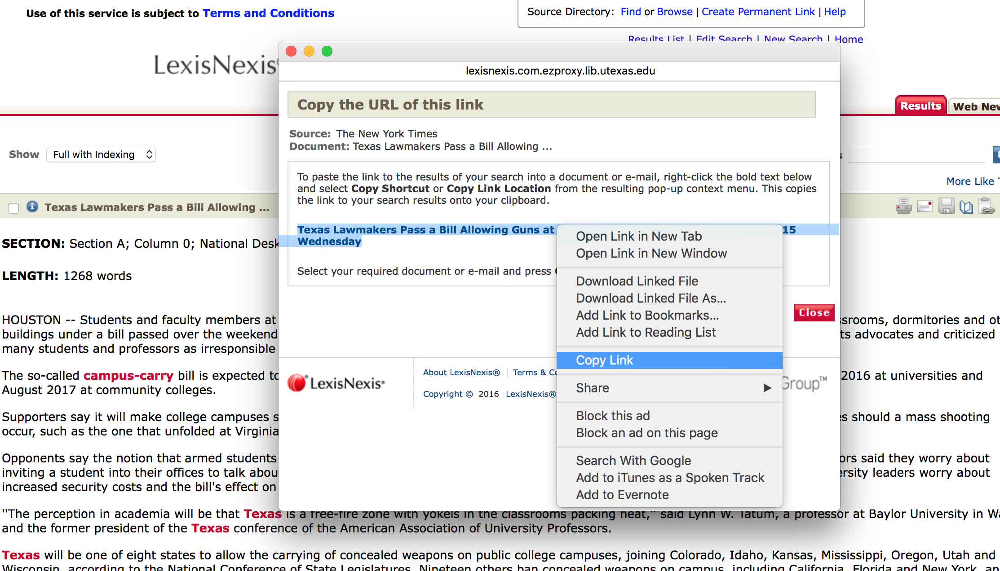 Use of this service is subject to Terms and Conditions
Source Directory: Find or Browse | Create Permanent Link | Help
Results List | Edit Search | New Search | Home
LexisNexis
lexisnexis.com.ezproxy.lib.utexas.edu
Copy the URL of this link
Results
Web New
Source: The New York Times
Document: Texas Lawmakers Pass a Bill Allowing ...
Show Full with Indexing
To paste the link to the results of your search into a document or e-mail, right-click the bold text below
and select Copy Shortcut or Copy Link Location from the resulting pop-up context menu. This copies
the link to your search results onto your clipboard.
More Like
Texas Lawmakers Pass a Bill Allowing ...
Texas Lawmakers Pass a Bill Allowing Guns at 15
Wednesday
Select your required document or e-mail and press
Open Link in New Tab
Open Link in New Window
Download Linked File
Download Linked File As...
Add Link to Bookmarks...
Add Link to Reading List
Copy Link
Share
Block this ad
Block an ad on this page
Search With Google
Add to iTunes as a Spoken Track
Add to Evernote
Close
LexisNexis®
About LexisNexis® | Terms & Co
Copyright © 2016 LexisNexis®
Group™
SECTION: Section A; Column 0; National Desk
LENGTH: 1268 words
HOUSTON -- Students and faculty members at srooms, dormitories and ot
buildings under a bill passed over the weekend ts advocates and criticized
many students and professors as irresponsible
The so-called campus-carry bill is expected to 2016 at universities and
August 2017 at community colleges.
Supporters say it will make college campuses s es should a mass shooting
occur, such as the one that unfolded at Virginia
Opponents say the notion that armed students ors said they worry about
inviting a student into their offices to talk abou ersity leaders worry about
increased security costs and the bill's effect on
"The perception in academia will be that Texas is a free-fire zone with yokels in the classrooms packing heat," said Lynn W. Tatum, a professor at Baylor University in Wa
and the former president of the Texas conference of the American Association of University Professors.
Texas will be one of eight states to allow the carrying of concealed weapons on public college campuses, joining Colorado, Idaho, Kansas, Mississippi, Oregon, Utah and
Wisconsin, according to the National Conference of State Legislatures. Nineteen others ban concealed weapons on campus, including California, Florida and New York, an